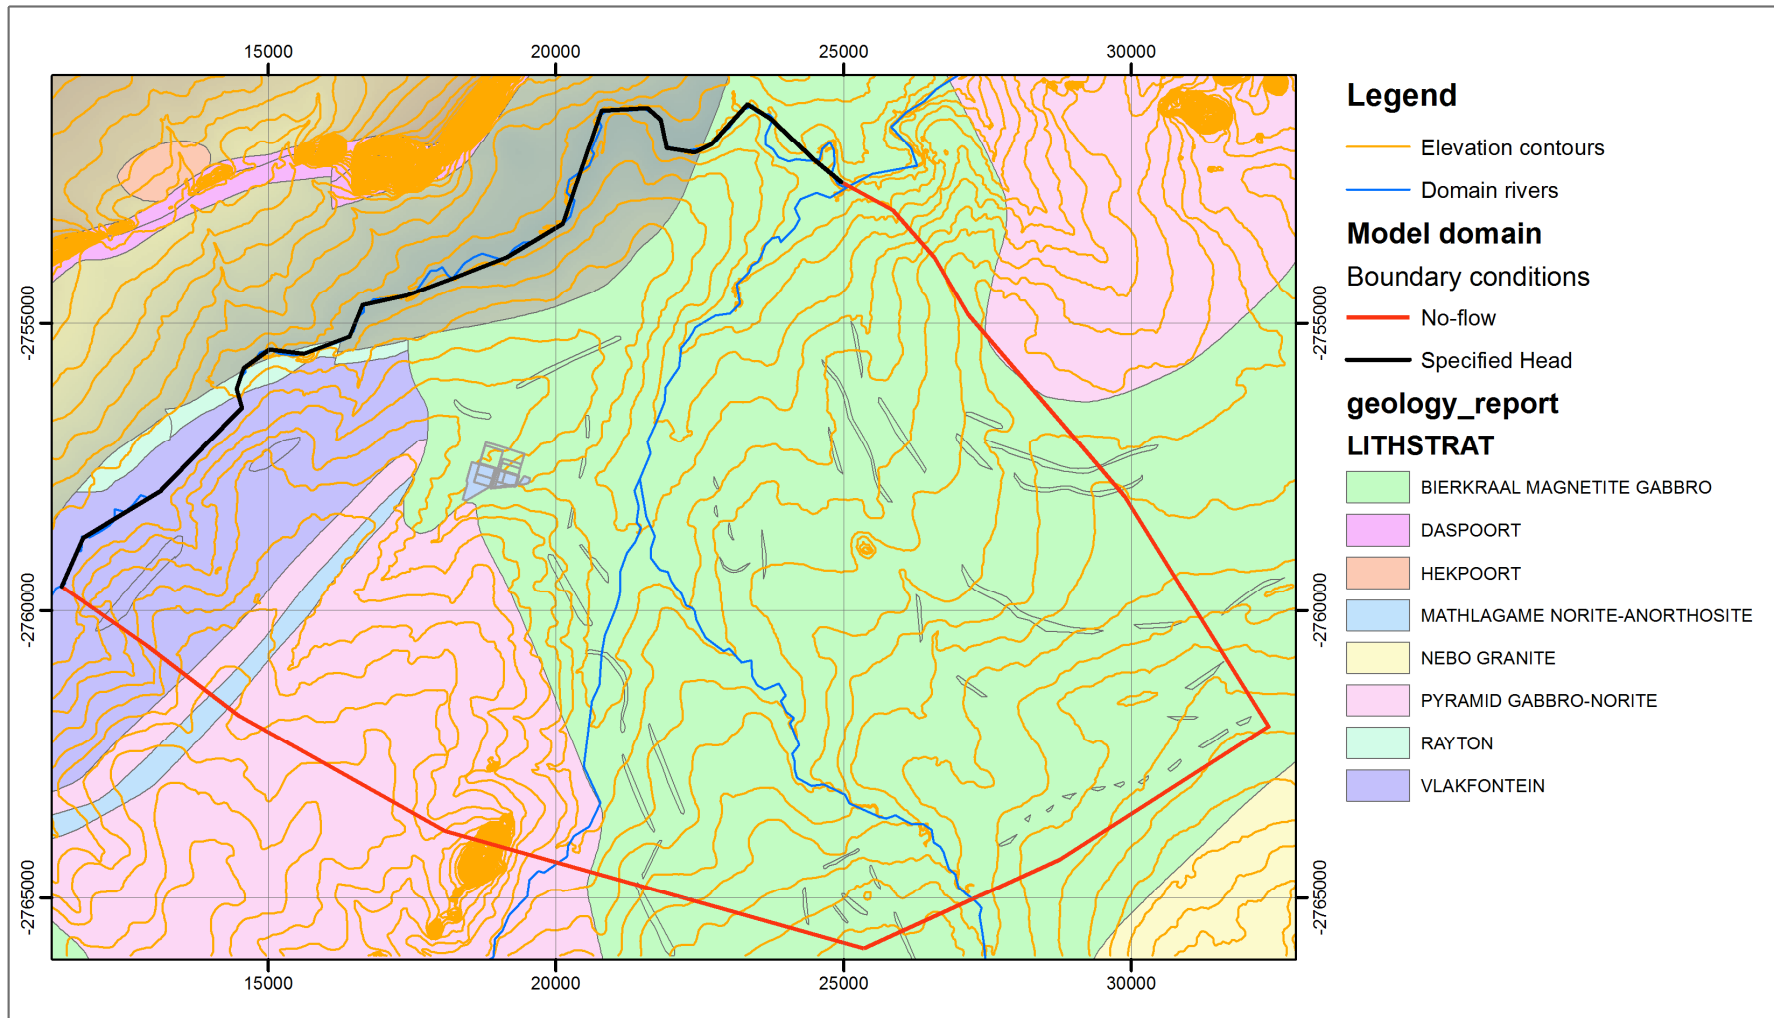 15000 20000 25000 30000
Legend
Elevation contours
Domain rivers
Model domain
Boundary conditions
No-flow
Specified Head
geology_report
LITHSTRAT
BIERKRAAL MAGNETITE GABBRO
DASPOORT
HEKPOORT
MATHLAGAME NORITE-ANORTHOSITE
NEBO GRANITE
PYRAMID GABBRO-NORITE
RAYTON
VLAKFONTEIN
-2755000 -2755000
-2760000 -2760000
-2765000 -2765000
15000 20000 25000 30000